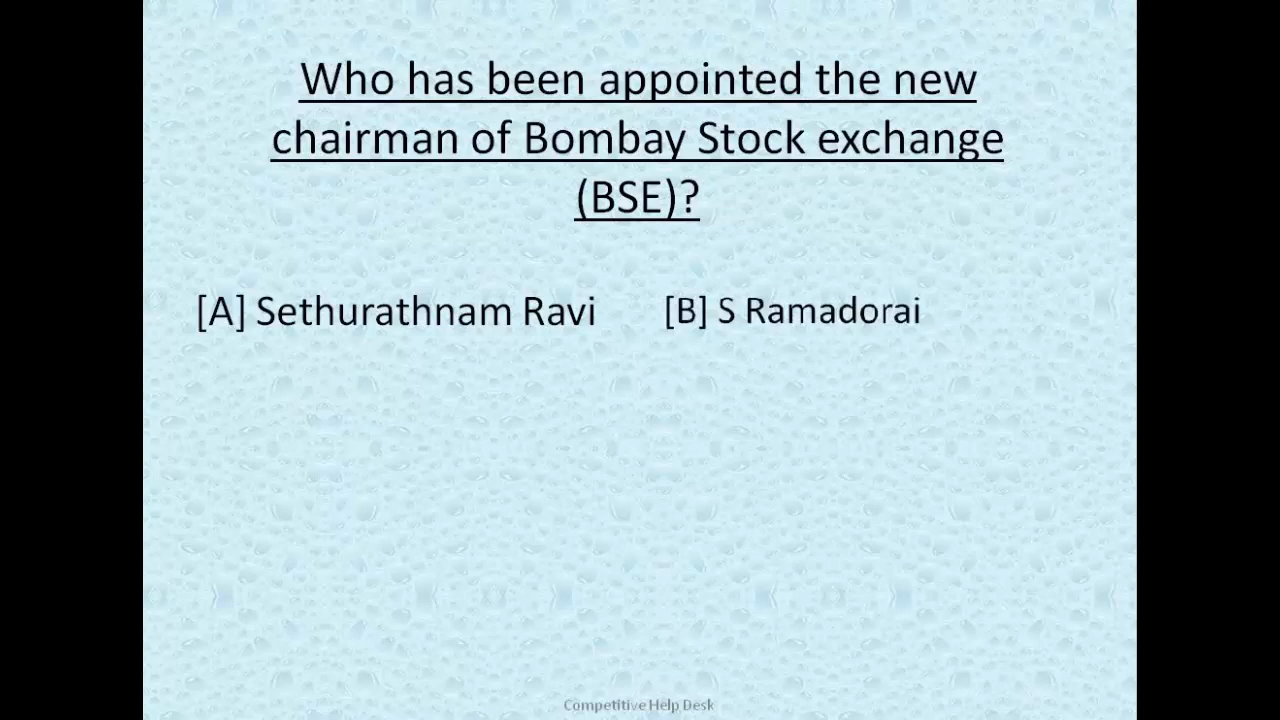 Who has been appointed the new
chairman of Bombay Stock exchange
(BSE)?
[A] Sethurathnam Ravi [B] S Ramadorai
Competitive Help Desk